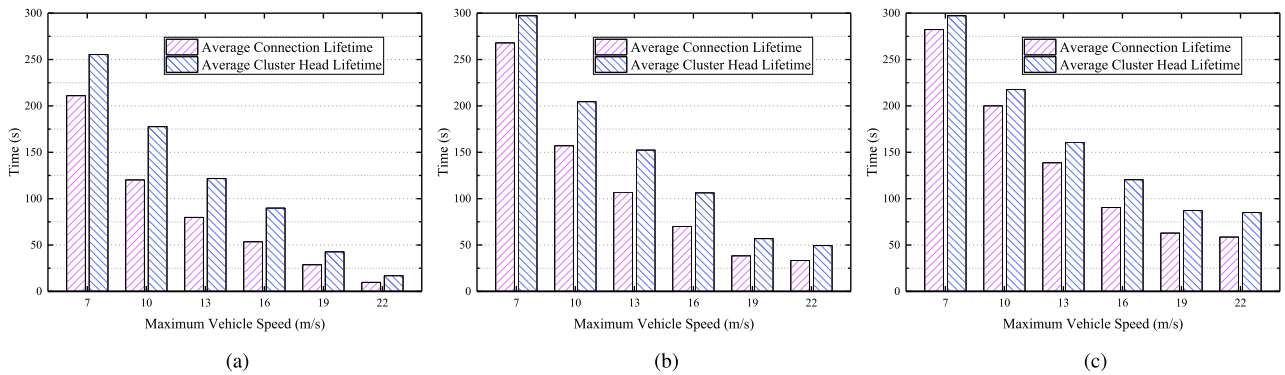 300
250
200
150
100
50
0
Time (s)
Average Connection Lifetime
Average Cluster Head Lifetime
7 10 13 16 19 22
Maximum Vehicle Speed (m/s)
(a)
300
250
200
150
100
50
0
Time (s)
Average Connection Lifetime
Average Cluster Head Lifetime
7 10 13 16 19 22
Maximum Vehicle Speed (m/s)
(b)
300
250
200
150
100
50
0
Time (s)
Average Connection Lifetime
Average Cluster Head Lifetime
7 10 13 16 19 22
Maximum Vehicle Speed (m/s)
(c)